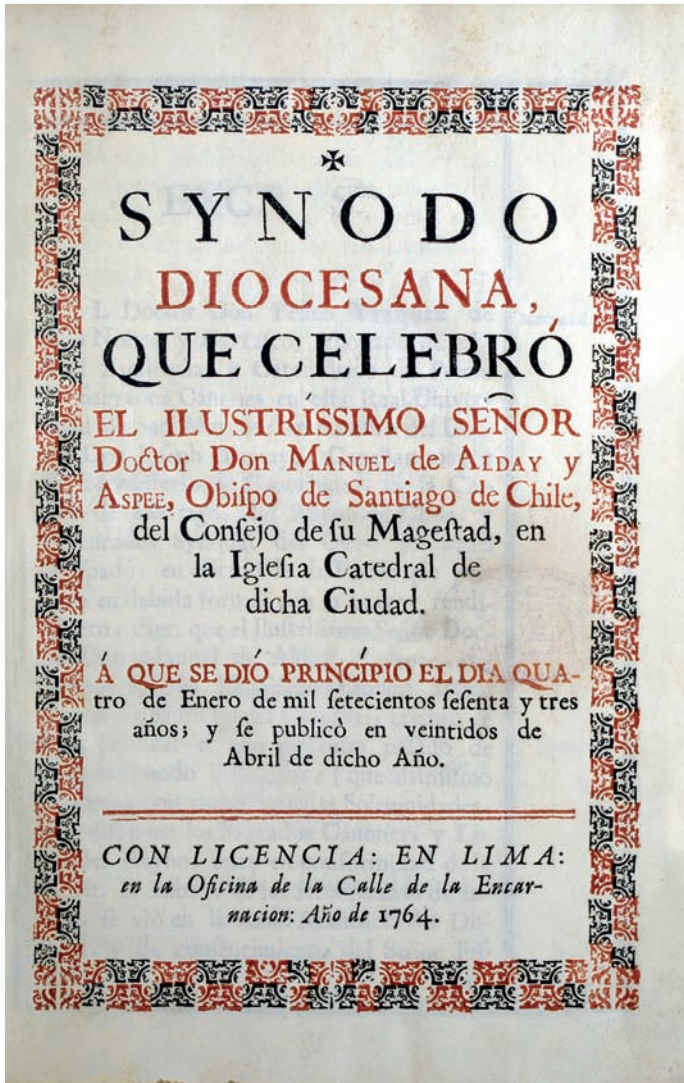 ✠
SYNODO
DIOCESANA,
QUE CELEBRÓ
EL ILUSTRÍSSIMO SEÑOR
Doctor Don MANUEL de ALDAY y
ASPEE, Obiſpo de Santiago de Chile,
del Conſejo de ſu Mageſtad, en
la Igleſia Catedral de
dicha Ciudad.
Á QUE SE DIÓ PRINCÍPIO EL DIA QUA-
tro de Enero de mil ſetecientos ſeſenta y tres
años; y ſe publicò en veintidos de
Abril de dicho Año.
CON LICENCIA: EN LIMA:
en la Oficina de la Calle de la Encar-
nacion: Año de 1764.